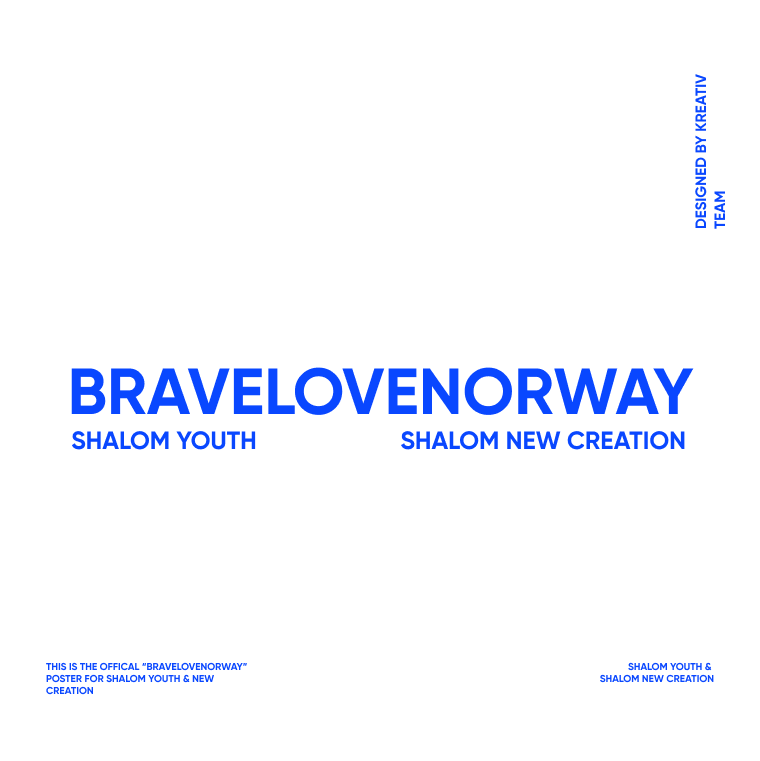 DESIGNED BY KREATIV
TEAM
BRAVELOVENORWAY
SHALOM YOUTH
SHALOM NEW CREATION
THIS IS THE OFFICAL “BRAVELOVENORWAY”
POSTER FOR SHALOM YOUTH & NEW
CREATION
SHALOM YOUTH &
SHALOM NEW CREATION